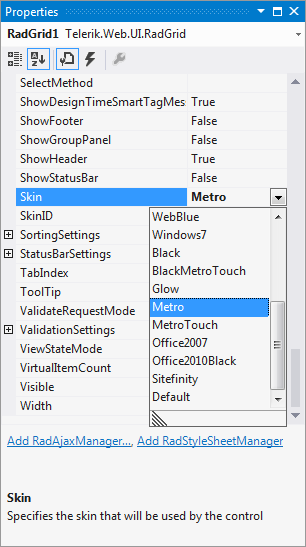 Properties
RadGrid1 Telerik.Web.UI.RadGrid
SelectMethod
ShowDesignTimeSmartTagMes True
ShowFooter False
ShowGroupPanel False
ShowHeader True
ShowStatusBar False
Skin Metro
SkinID
WebBlue
SortingSettings
Windows7
StatusBarSettings
Black
TabIndex
BlackMetroTouch
ToolTip
Glow
ValidateRequestMode
Metro
ValidationSettings
MetroTouch
ViewStateMode
Office2007
VirtualItemCount
Office2010Black
Visible
Sitefinity
Width
Default
Add RadAjaxManager..., Add RadStyleSheetManager
Skin
Specifies the skin that will be used by the control